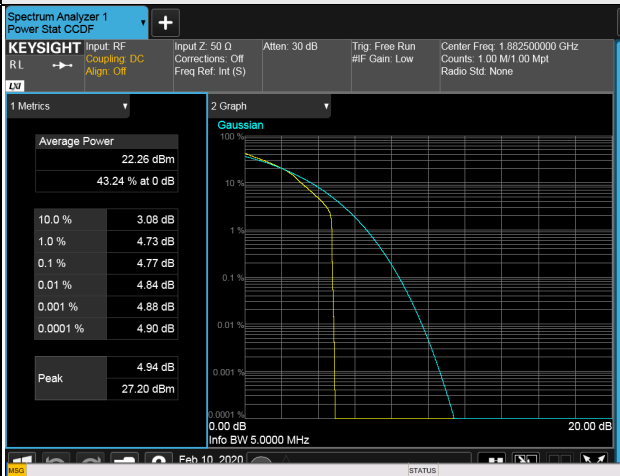 Spectrum Analyzer 1
Power Stat CCDF
KEYSIGHT
RL
LXI
Input: RF
Coupling: DC
Align: Off
Input Z: 50 Ω
Corrections: Off
Freq Ref: Int (S)
Atten: 30 dB
Trig: Free Run
#IF Gain: Low
Center Freq: 1.882500000 GHz
Counts: 1.00 M/1.00 Mpt
Radio Std: None
1 Metrics
Average Power
22.26 dBm
43.24 % at 0 dB
10.0 % 3.08 dB
1.0 % 4.73 dB
0.1 % 4.77 dB
0.01 % 4.84 dB
0.001 % 4.88 dB
0.0001 % 4.90 dB
Peak
4.94 dB
27.20 dBm
2 Graph
Gaussian
100 %
10 %
1 %
0.1 %
0.01 %
0.001 %
0.0001 %
0.00 dB 20.00 dB
Info BW 5.0000 MHz
Feb 10, 2020
MSG STATUS